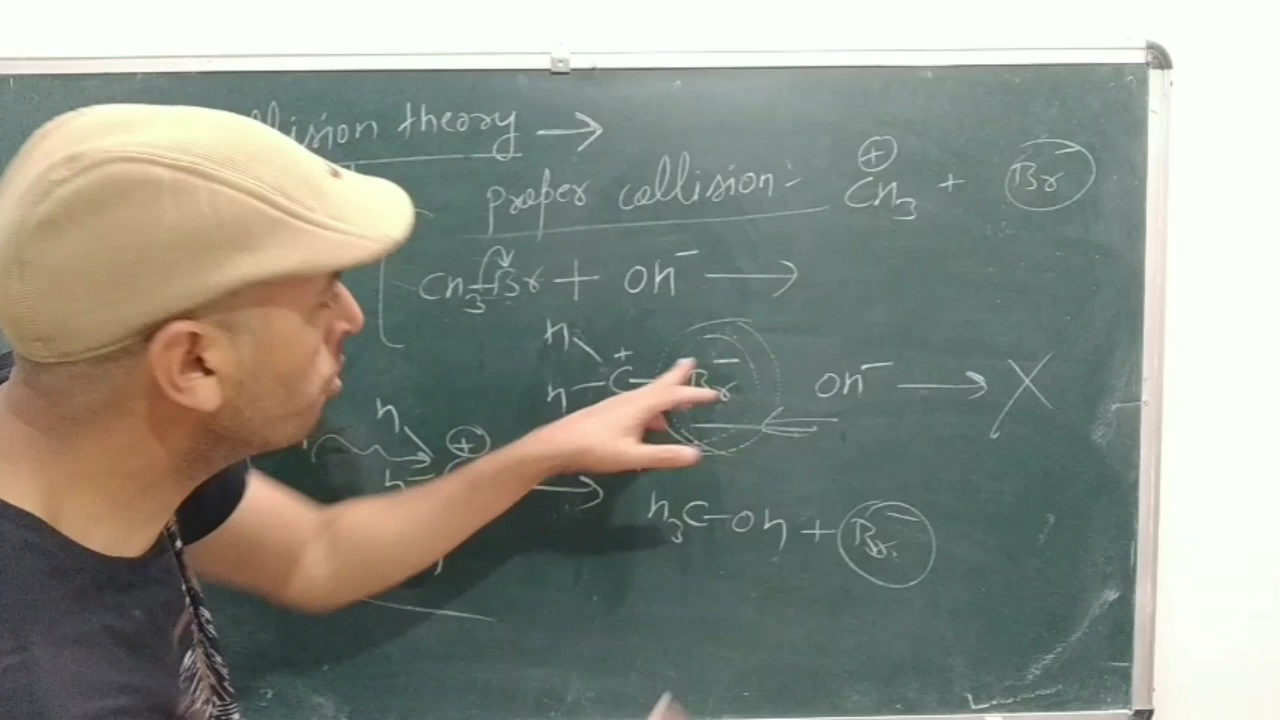 llision theory →
proper collision:-
⊕
CH3 + Br⁻
CH3-Br + OH⁻ →
H
+
H-C-Br⁻ OH⁻ → X
H
⊕
H- →
H3C-OH + Br⁻